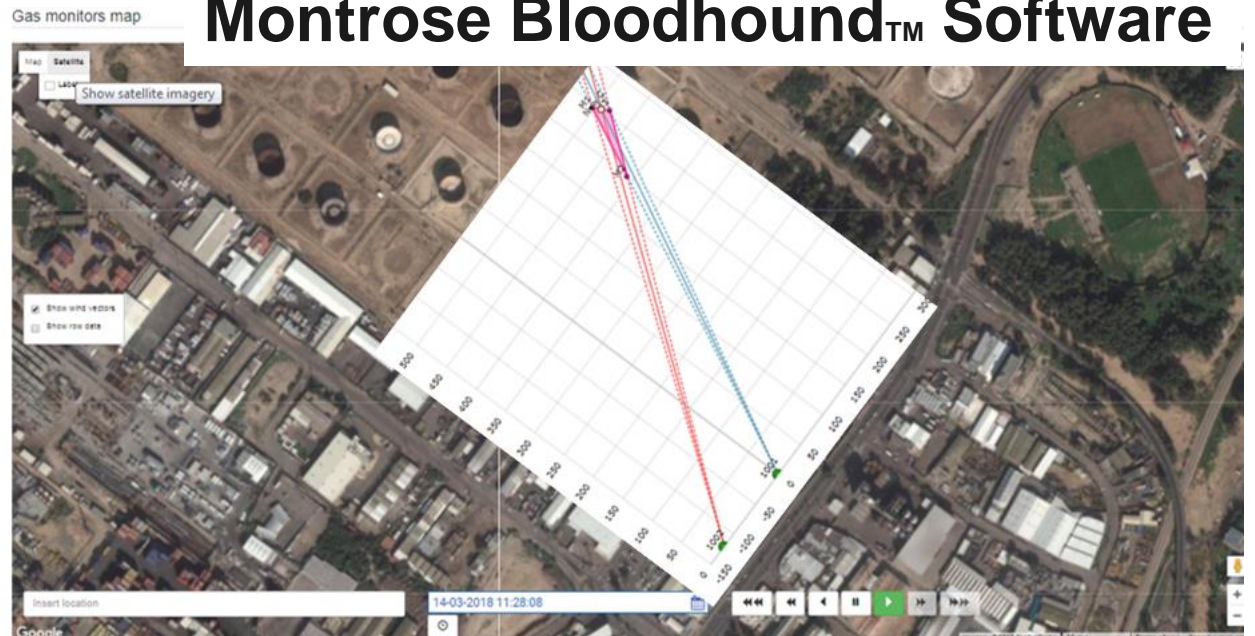 Gas monitors map
Montrose Bloodhound™ Software
Map Satellite
Show satellite imagery
Show wind vectors
Show row data
500
450
400
350
300
250
200
150
100
50
0
-150
-100
-50
0
50
100
150
200
250
Insert location
14-03-2018 11:28:08
Google